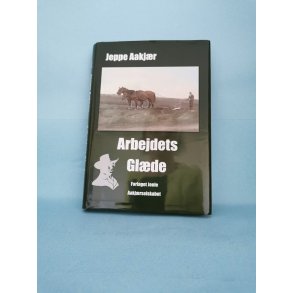 Jeppe Aakjær
Arbejdets
Glæde
Forlaget Jenle
Aakjærselskabet